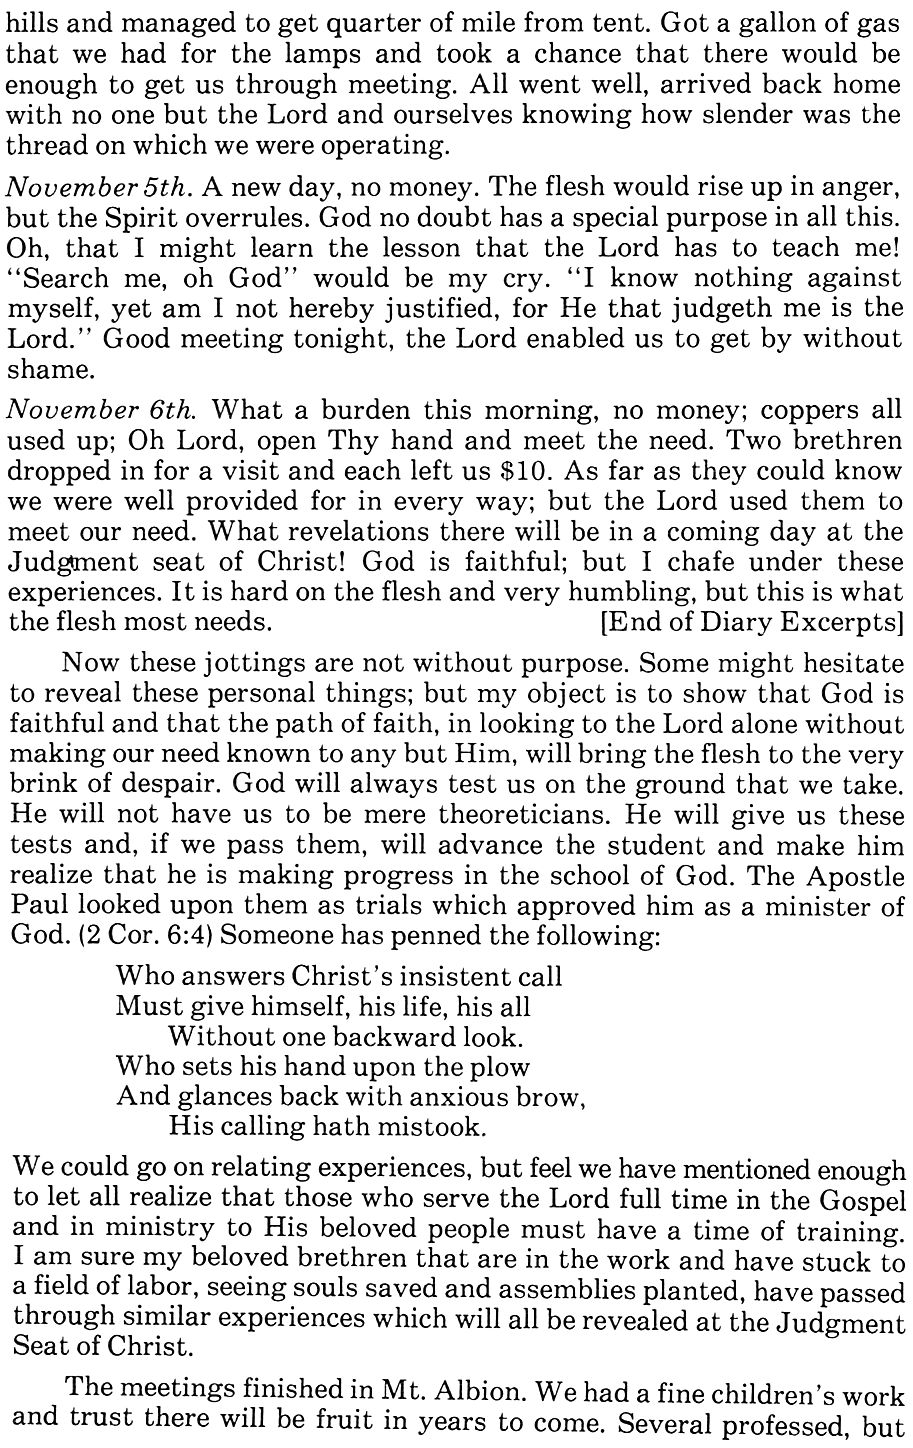 hills and managed to get quarter of mile from tent. Got a gallon of gas
that we had for the lamps and took a chance that there would be
enough to get us through meeting. All went well, arrived back home
with no one but the Lord and ourselves knowing how slender was the
thread on which we were operating.
November 5th. A new day, no money. The flesh would rise up in anger,
but the Spirit overrules. God no doubt has a special purpose in all this.
Oh, that I might learn the lesson that the Lord has to teach me!
"Search me, oh God" would be my cry. "I know nothing against
myself, yet am I not hereby justified, for He that judgeth me is the
Lord." Good meeting tonight, the Lord enabled us to get by without
shame.
November 6th. What a burden this morning, no money; coppers all
used up; Oh Lord, open Thy hand and meet the need. Two brethren
dropped in for a visit and each left us $10. As far as they could know
we were well provided for in every way; but the Lord used them to
meet our need. What revelations there will be in a coming day at the
Judgment seat of Christ! God is faithful; but I chafe under these
experiences. It is hard on the flesh and very humbling, but this is what
the flesh most needs. [End of Diary Excerpts]
Now these jottings are not without purpose. Some might hesitate
to reveal these personal things; but my object is to show that God is
faithful and that the path of faith, in looking to the Lord alone without
making our need known to any but Him, will bring the flesh to the very
brink of despair. God will always test us on the ground that we take.
He will not have us to be mere theoreticians. He will give us these
tests and, if we pass them, will advance the student and make him
realize that he is making progress in the school of God. The Apostle
Paul looked upon them as trials which approved him as a minister of
God. (2 Cor. 6:4) Someone has penned the following:
Who answers Christ's insistent call
Must give himself, his life, his all
Without one backward look.
Who sets his hand upon the plow
And glances back with anxious brow,
His calling hath mistook.
We could go on relating experiences, but feel we have mentioned enough
to let all realize that those who serve the Lord full time in the Gospel
and in ministry to His beloved people must have a time of training.
I am sure my beloved brethren that are in the work and have stuck to
a field of labor, seeing souls saved and assemblies planted, have passed
through similar experiences which will all be revealed at the Judgment
Seat of Christ.
The meetings finished in Mt. Albion. We had a fine children's work
and trust there will be fruit in years to come. Several professed, but